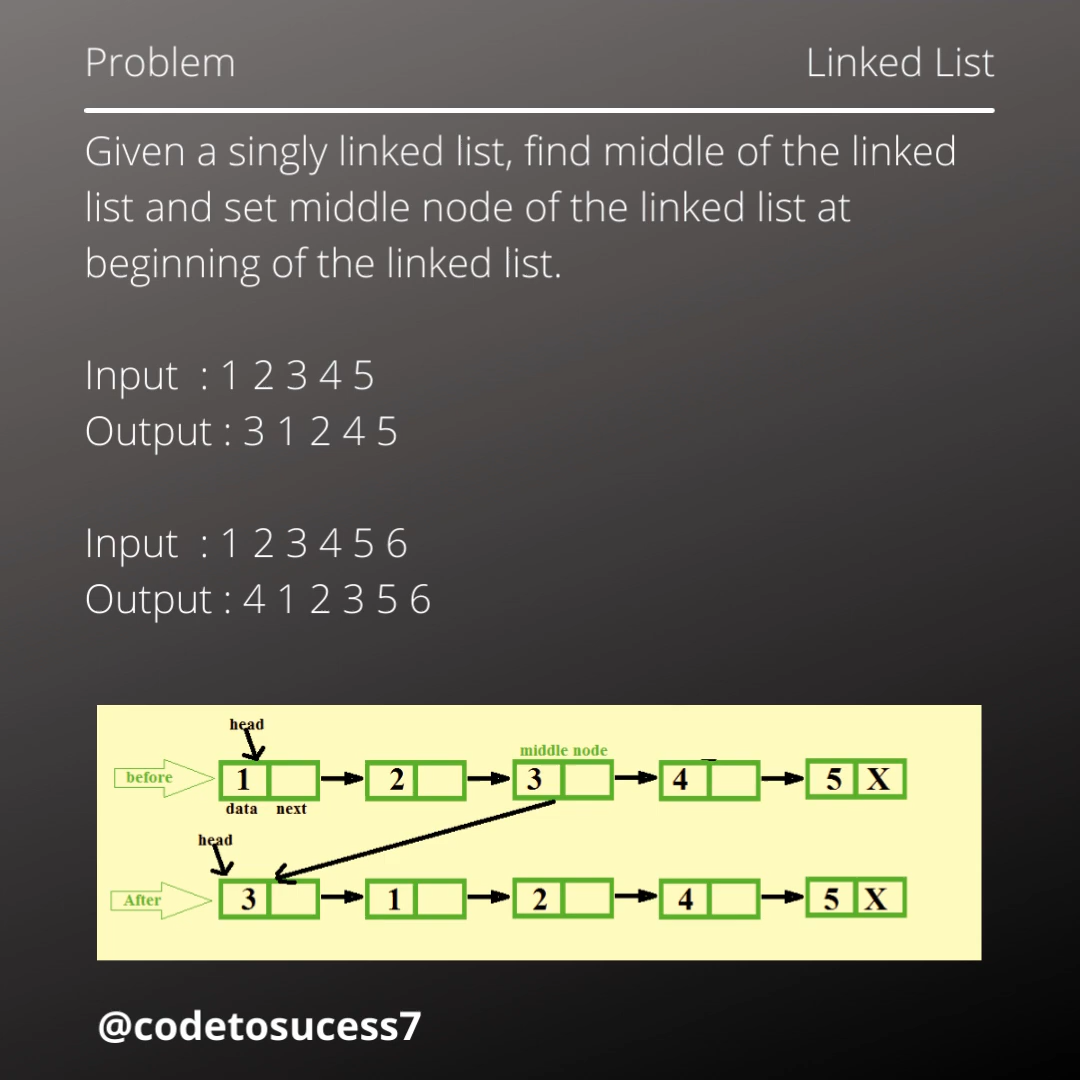 Problem Linked List
Given a singly linked list, find middle of the linked
list and set middle node of the linked list at
beginning of the linked list.
Input : 1 2 3 4 5
Output : 3 1 2 4 5
Input : 1 2 3 4 5 6
Output : 4 1 2 3 5 6
head
middle node
before 1 2 3 4 5 X
data next
head
After 3 1 2 4 5 X
@codetosucess7